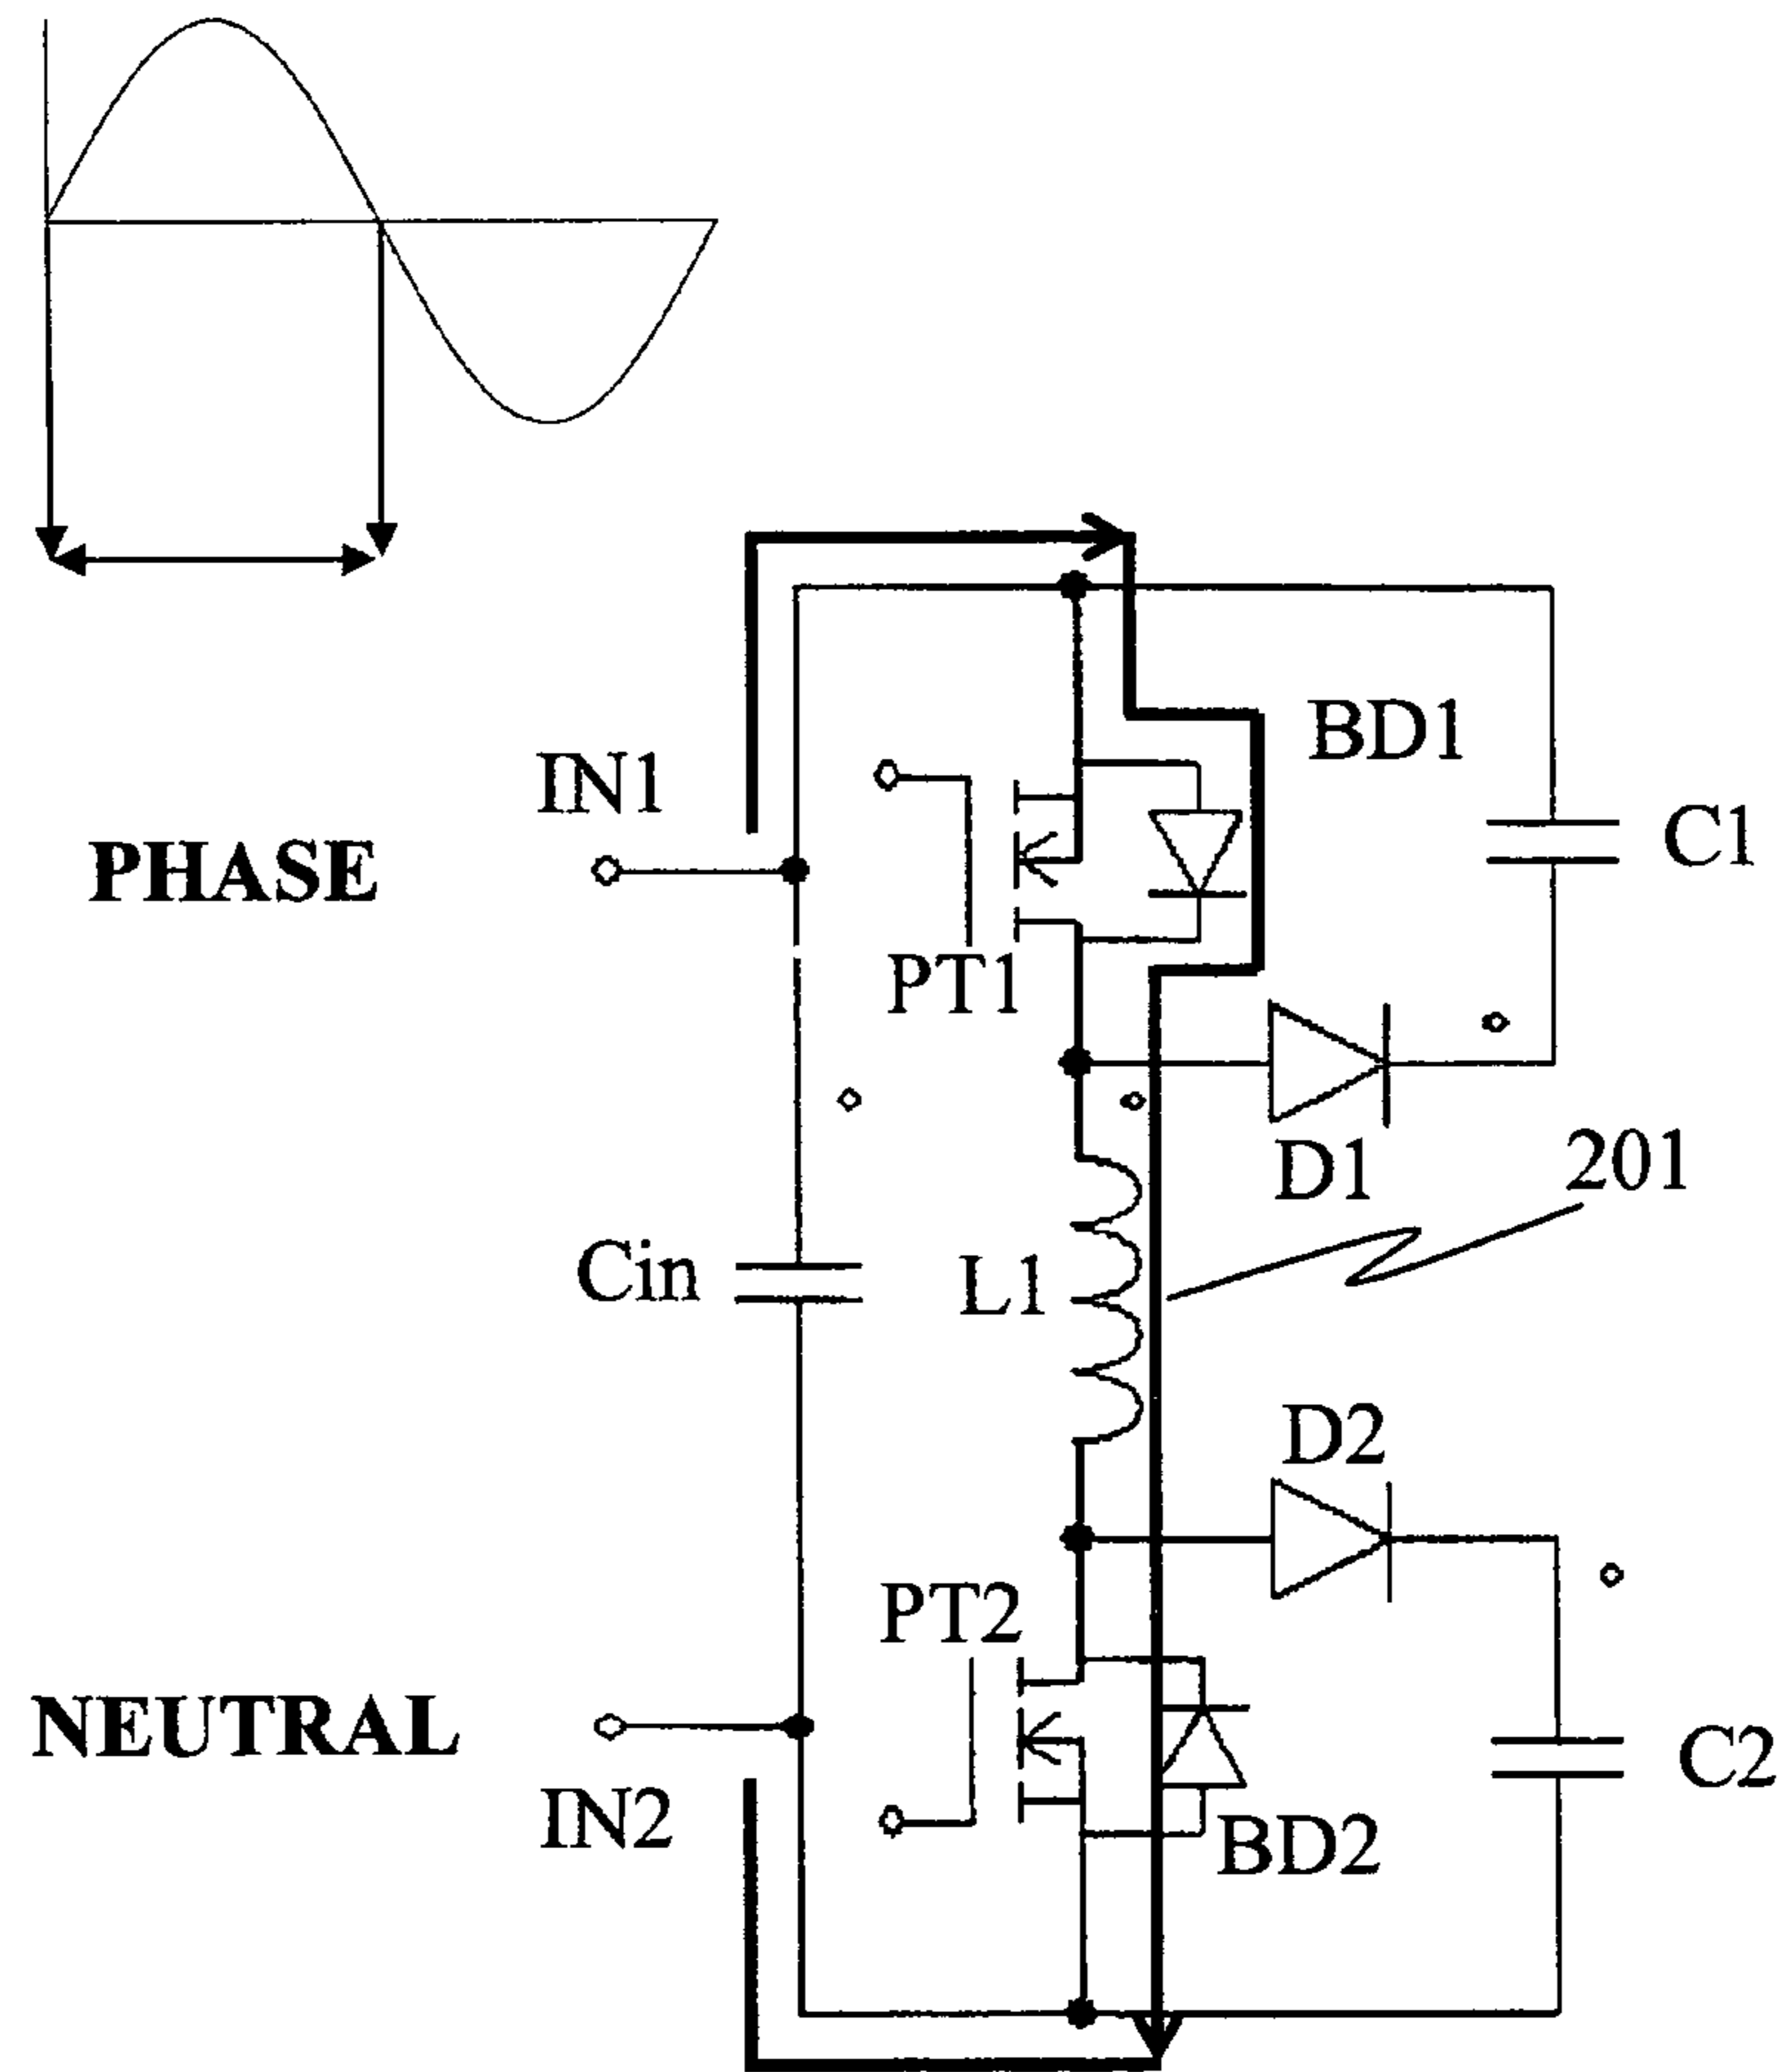 BD1
IN1
C1
PHASE
PT1
D1
201
Cin
L1
D2
PT2
NEUTRAL
C2
IN2
BD2